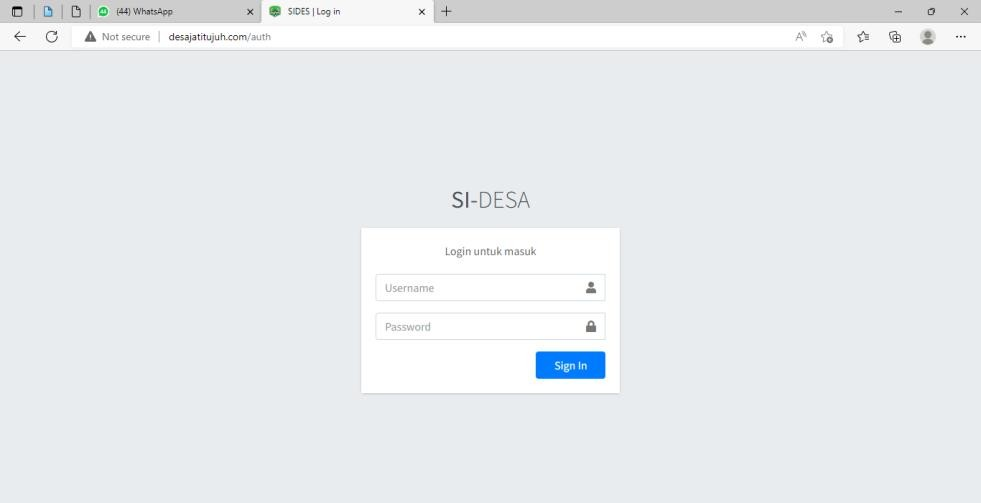 (44) WhatsApp
SIDES | Log in
Not secure
desajatitujuh.com/auth
SI-DESA
Login untuk masuk
Username
Password
Sign In